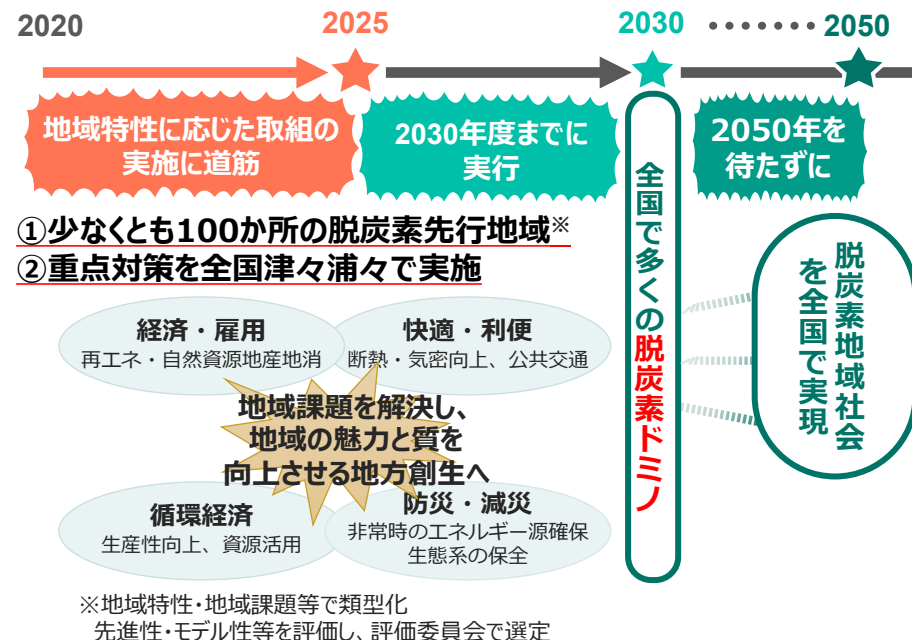 2020
2025
2030
・・・・・・・
2050
地域特性に応じた取組の
実施に道筋
2030年度までに
実行
2050年を
待たずに
①少なくとも100か所の脱炭素先行地域※
②重点対策を全国津々浦々で実施
経済・雇用
再エネ・自然資源地産地消
快適・利便
断熱・気密向上、公共交通
地域課題を解決し、
地域の魅力と質を
向上させる地方創生へ
循環経済
生産性向上、資源活用
防災・減災
非常時のエネルギー源確保
生態系の保全
※地域特性・地域課題等で類型化
先進性・モデル性等を評価し、評価委員会で選定
全国で多くの脱炭素ドミノ
脱炭素地域社会
を全国で実現